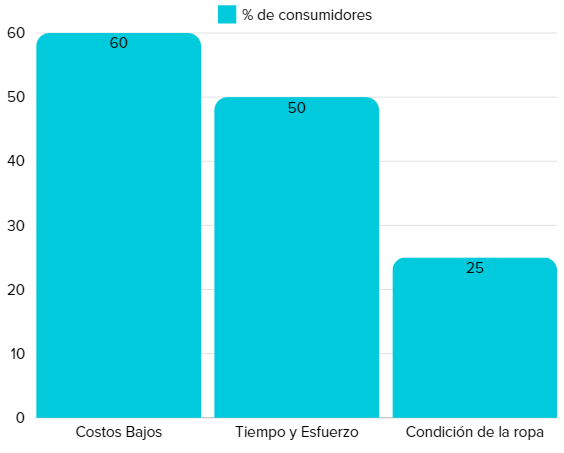 % de consumidores
60
50
40
30
20
10
0
60
50
25
Costos Bajos
Tiempo y Esfuerzo
Condición de la ropa